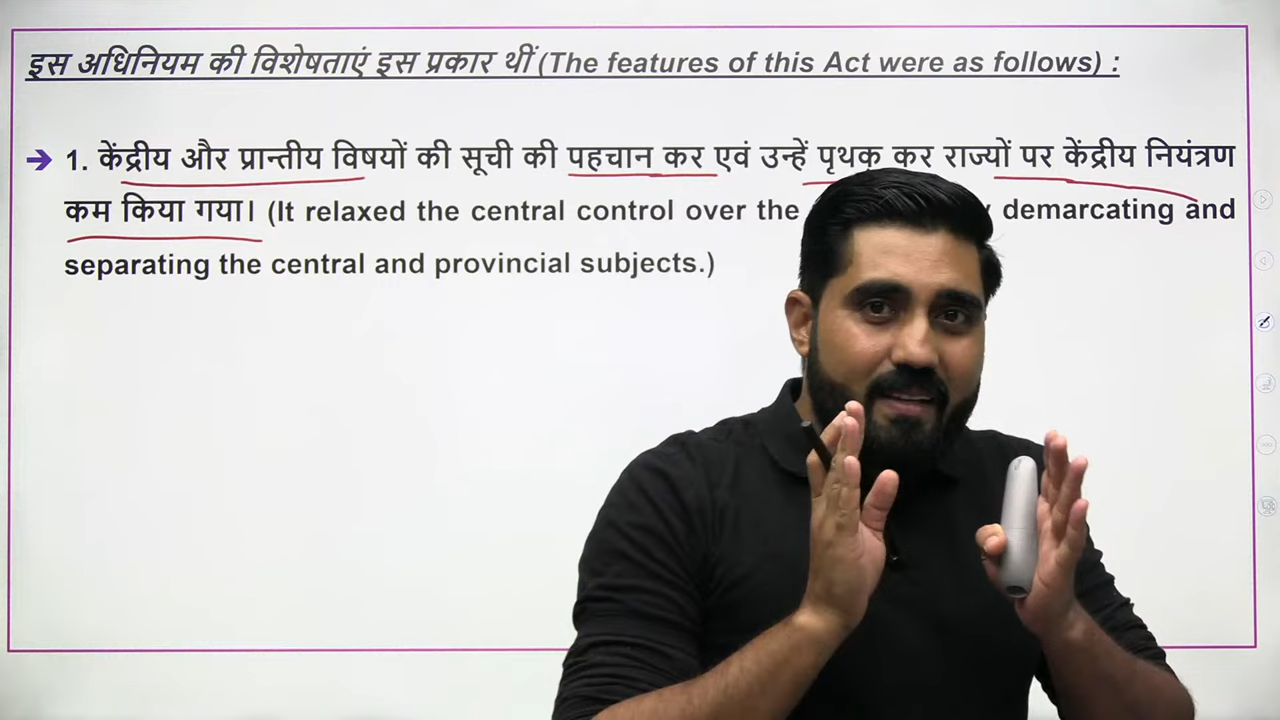 इस अधिनियम की विशेषताएं इस प्रकार थीं (The features of this Act were as follows) :
➔ 1. केंद्रीय और प्रान्तीय विषयों की सूची की पहचान कर एवं उन्हें पृथक कर राज्यों पर केंद्रीय नियंत्रण
कम किया गया। (It relaxed the central control over the demarcating and
separating the central and provincial subjects.)